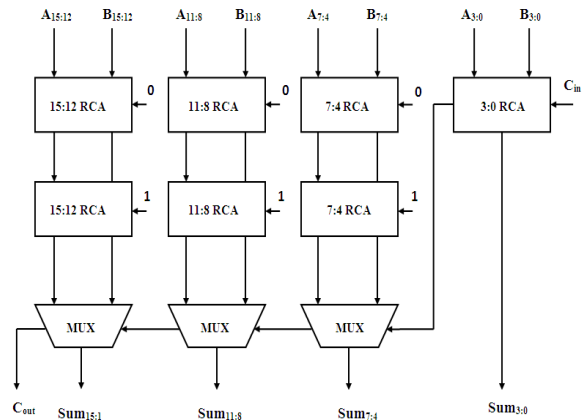 A15:12 B15:12 A11:8 B11:8 A7:4 B7:4 A3:0 B3:0
0 0 0 Cin
15:12 RCA 11:8 RCA 7:4 RCA 3:0 RCA
1 1 1
15:12 RCA 11:8 RCA 7:4 RCA
MUX MUX MUX
Cout Sum15:1 Sum11:8 Sum7:4 Sum3:0